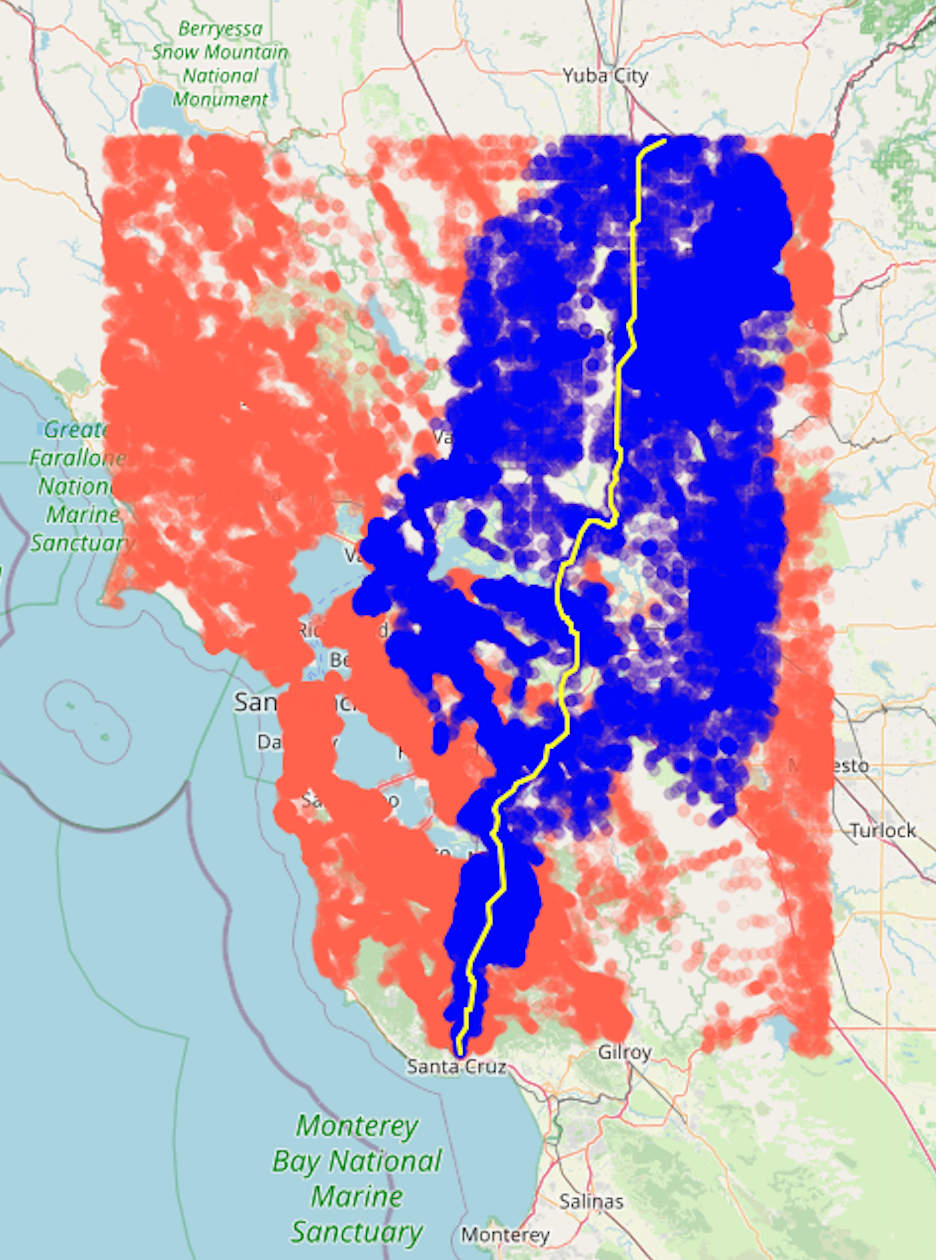 Berryessa
Snow Mountain
National
Monument
Yuba City
Greate
Farallone
Nation
Marine
Sanctuary
Va
Va
Ric
d
Be
San
Da
y
esto
Sa
o
Turlock
Gilroy
Santa Cruz
Monterey
Bay National
Marine
Sanctuary
Salinas
Monterey